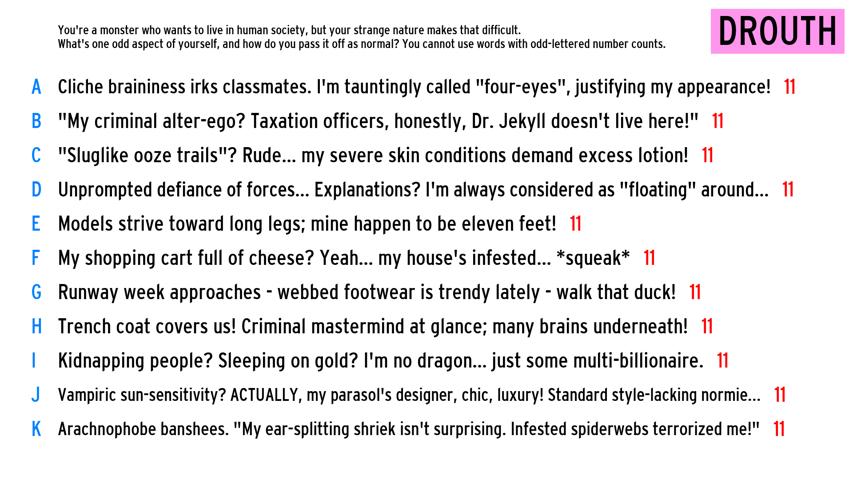 You're a monster who wants to live in human society, but your strange nature makes that difficult.
What's one odd aspect of yourself, and how do you pass it off as normal? You cannot use words with odd-lettered number counts.
DROUTH
A Cliche braininess irks classmates. I'm tauntingly called "four-eyes", justifying my appearance! 11
B "My criminal alter-ego? Taxation officers, honestly, Dr. Jekyll doesn't live here!" 11
C "Sluglike ooze trails"? Rude... my severe skin conditions demand excess lotion! 11
D Unprompted defiance of forces... Explanations? I'm always considered as "floating" around... 11
E Models strive toward long legs; mine happen to be eleven feet! 11
F My shopping cart full of cheese? Yeah... my house's infested... *squeak* 11
G Runway week approaches - webbed footwear is trendy lately - walk that duck! 11
H Trench coat covers us! Criminal mastermind at glance; many brains underneath! 11
I Kidnapping people? Sleeping on gold? I'm no dragon... just some multi-billionaire. 11
J Vampiric sun-sensitivity? ACTUALLY, my parasol's designer, chic, luxury! Standard style-lacking normie... 11
K Arachnophobe banshees. "My ear-splitting shriek isn't surprising. Infested spiderwebs terrorized me!" 11